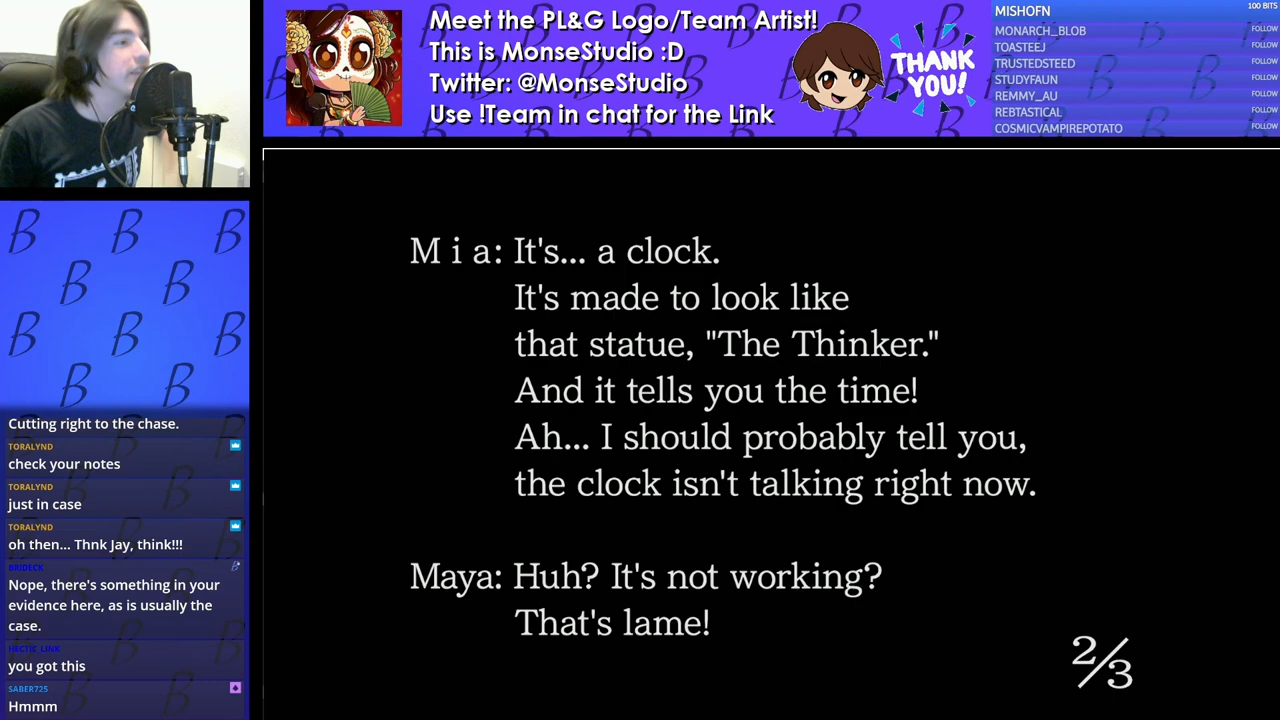 Meet the PL&G Logo/Team Artist!
This is MonseStudio :D
Twitter: @MonseStudio
Use !Team in chat for the Link
THANK
YOU!
MISHOFN 100 BITS
MONARCH_BLOB FOLLOW
TOASTEEJ FOLLOW
TRUSTEDSTEED FOLLOW
STUDYFAUN FOLLOW
REMMY_AU FOLLOW
REBTASTICAL FOLLOW
COSMICVAMPIREPOTATO FOLLOW
M i a: It's... a clock.
It's made to look like
that statue, "The Thinker."
And it tells you the time!
Ah... I should probably tell you,
the clock isn't talking right now.
Maya: Huh? It's not working?
That's lame!
2/3
Cutting right to the chase.
TORALYND
check your notes
TORALYND
just in case
TORALYND
oh then... Thnk Jay, think!!!
BRIDECK
Nope, there's something in your
evidence here, as is usually the
case.
HECTIC_LINK
you got this
SABER725
Hmmm